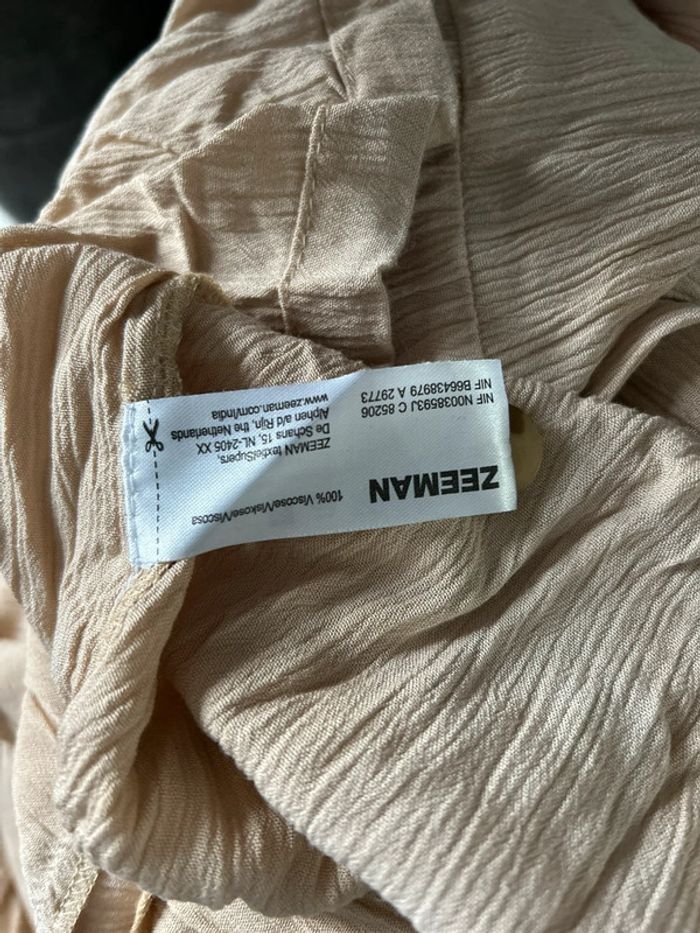 ZEEMAN
100% Viscose/Viskose/Viscosa
ZEEMAN textielSupers,
De Schans 15, NL-2405 XX
Alphen a/d Rijn, the Netherlands
www.zeeman.com/india
NIF N0038593J C 85206
NIF B66438979 A 29773